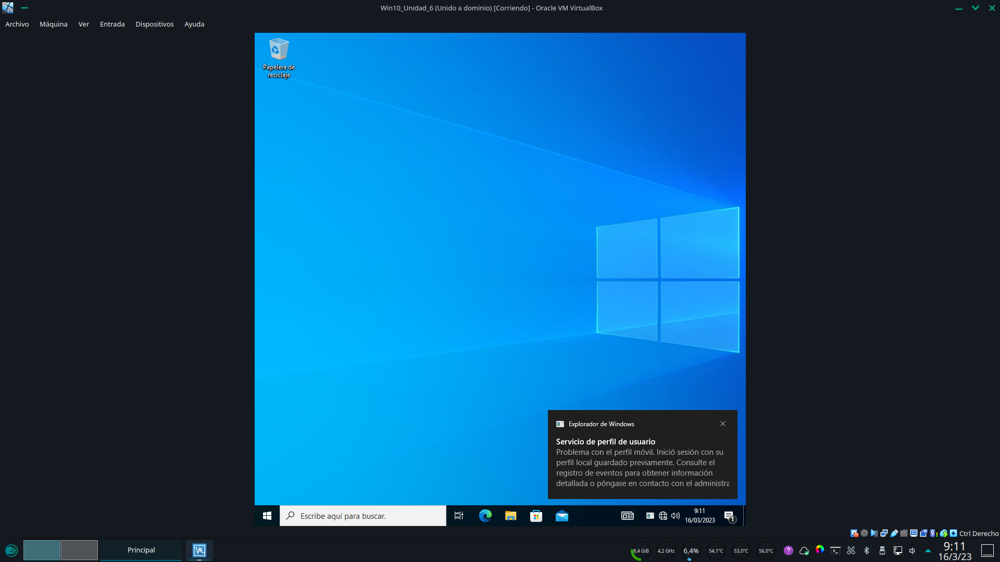 Win10_Unidad_6 (Unido a dominio) [Corriendo] - Oracle VM VirtualBox
Archivo Máquina Ver Entrada Dispositivos Ayuda
Papelera de
reciclaje
Explorador de Windows
Servicio de perfil de usuario
Problema con el perfil móvil. Inició sesión con su
perfil local guardado previamente. Consulte el
registro de eventos para obtener información
detallada o póngase en contacto con el administra
Escribe aquí para buscar.
9:11
16/03/2023
1
Ctrl Derecho
Principal
8,4 GiB
4,2 GHz
6,4%
54,1°C
53,0°C
56,0°C
9:11
16/3/23